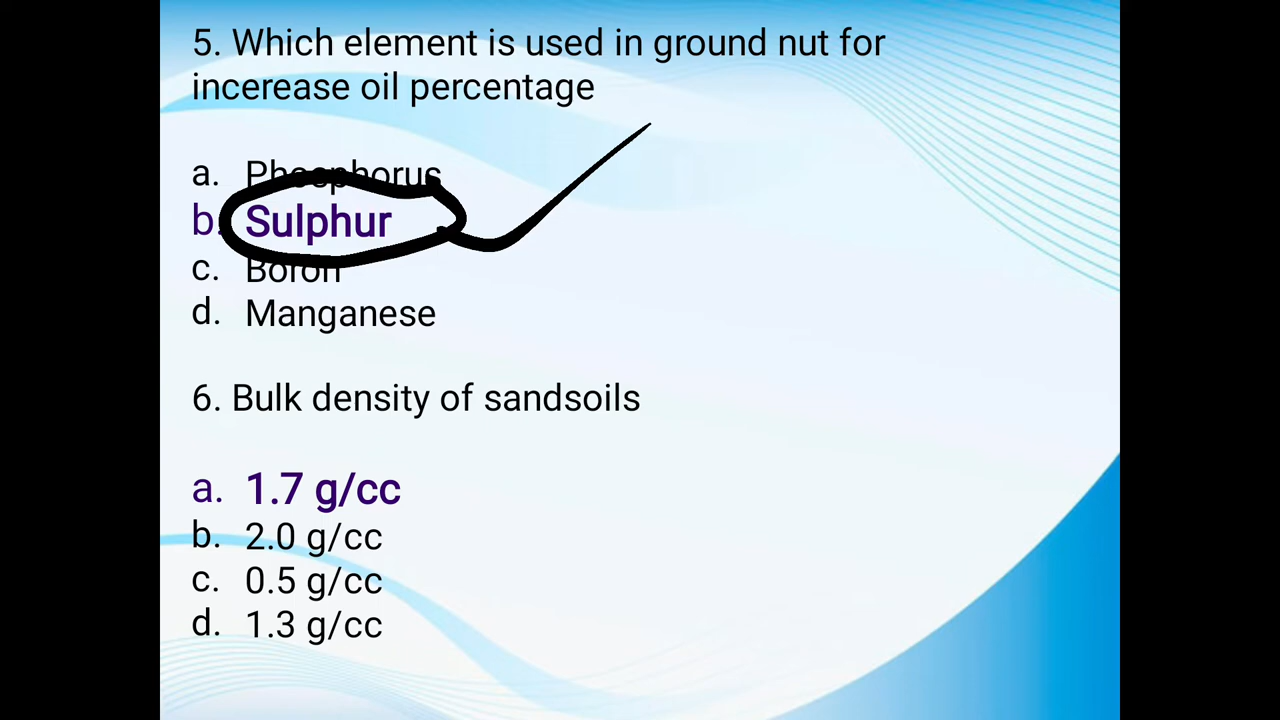 5. Which element is used in ground nut for
incerease oil percentage
a. Phosphorus
b. Sulphur
c. Boron
d. Manganese
6. Bulk density of sandsoils
a. 1.7 g/cc
b. 2.0 g/cc
c. 0.5 g/cc
d. 1.3 g/cc